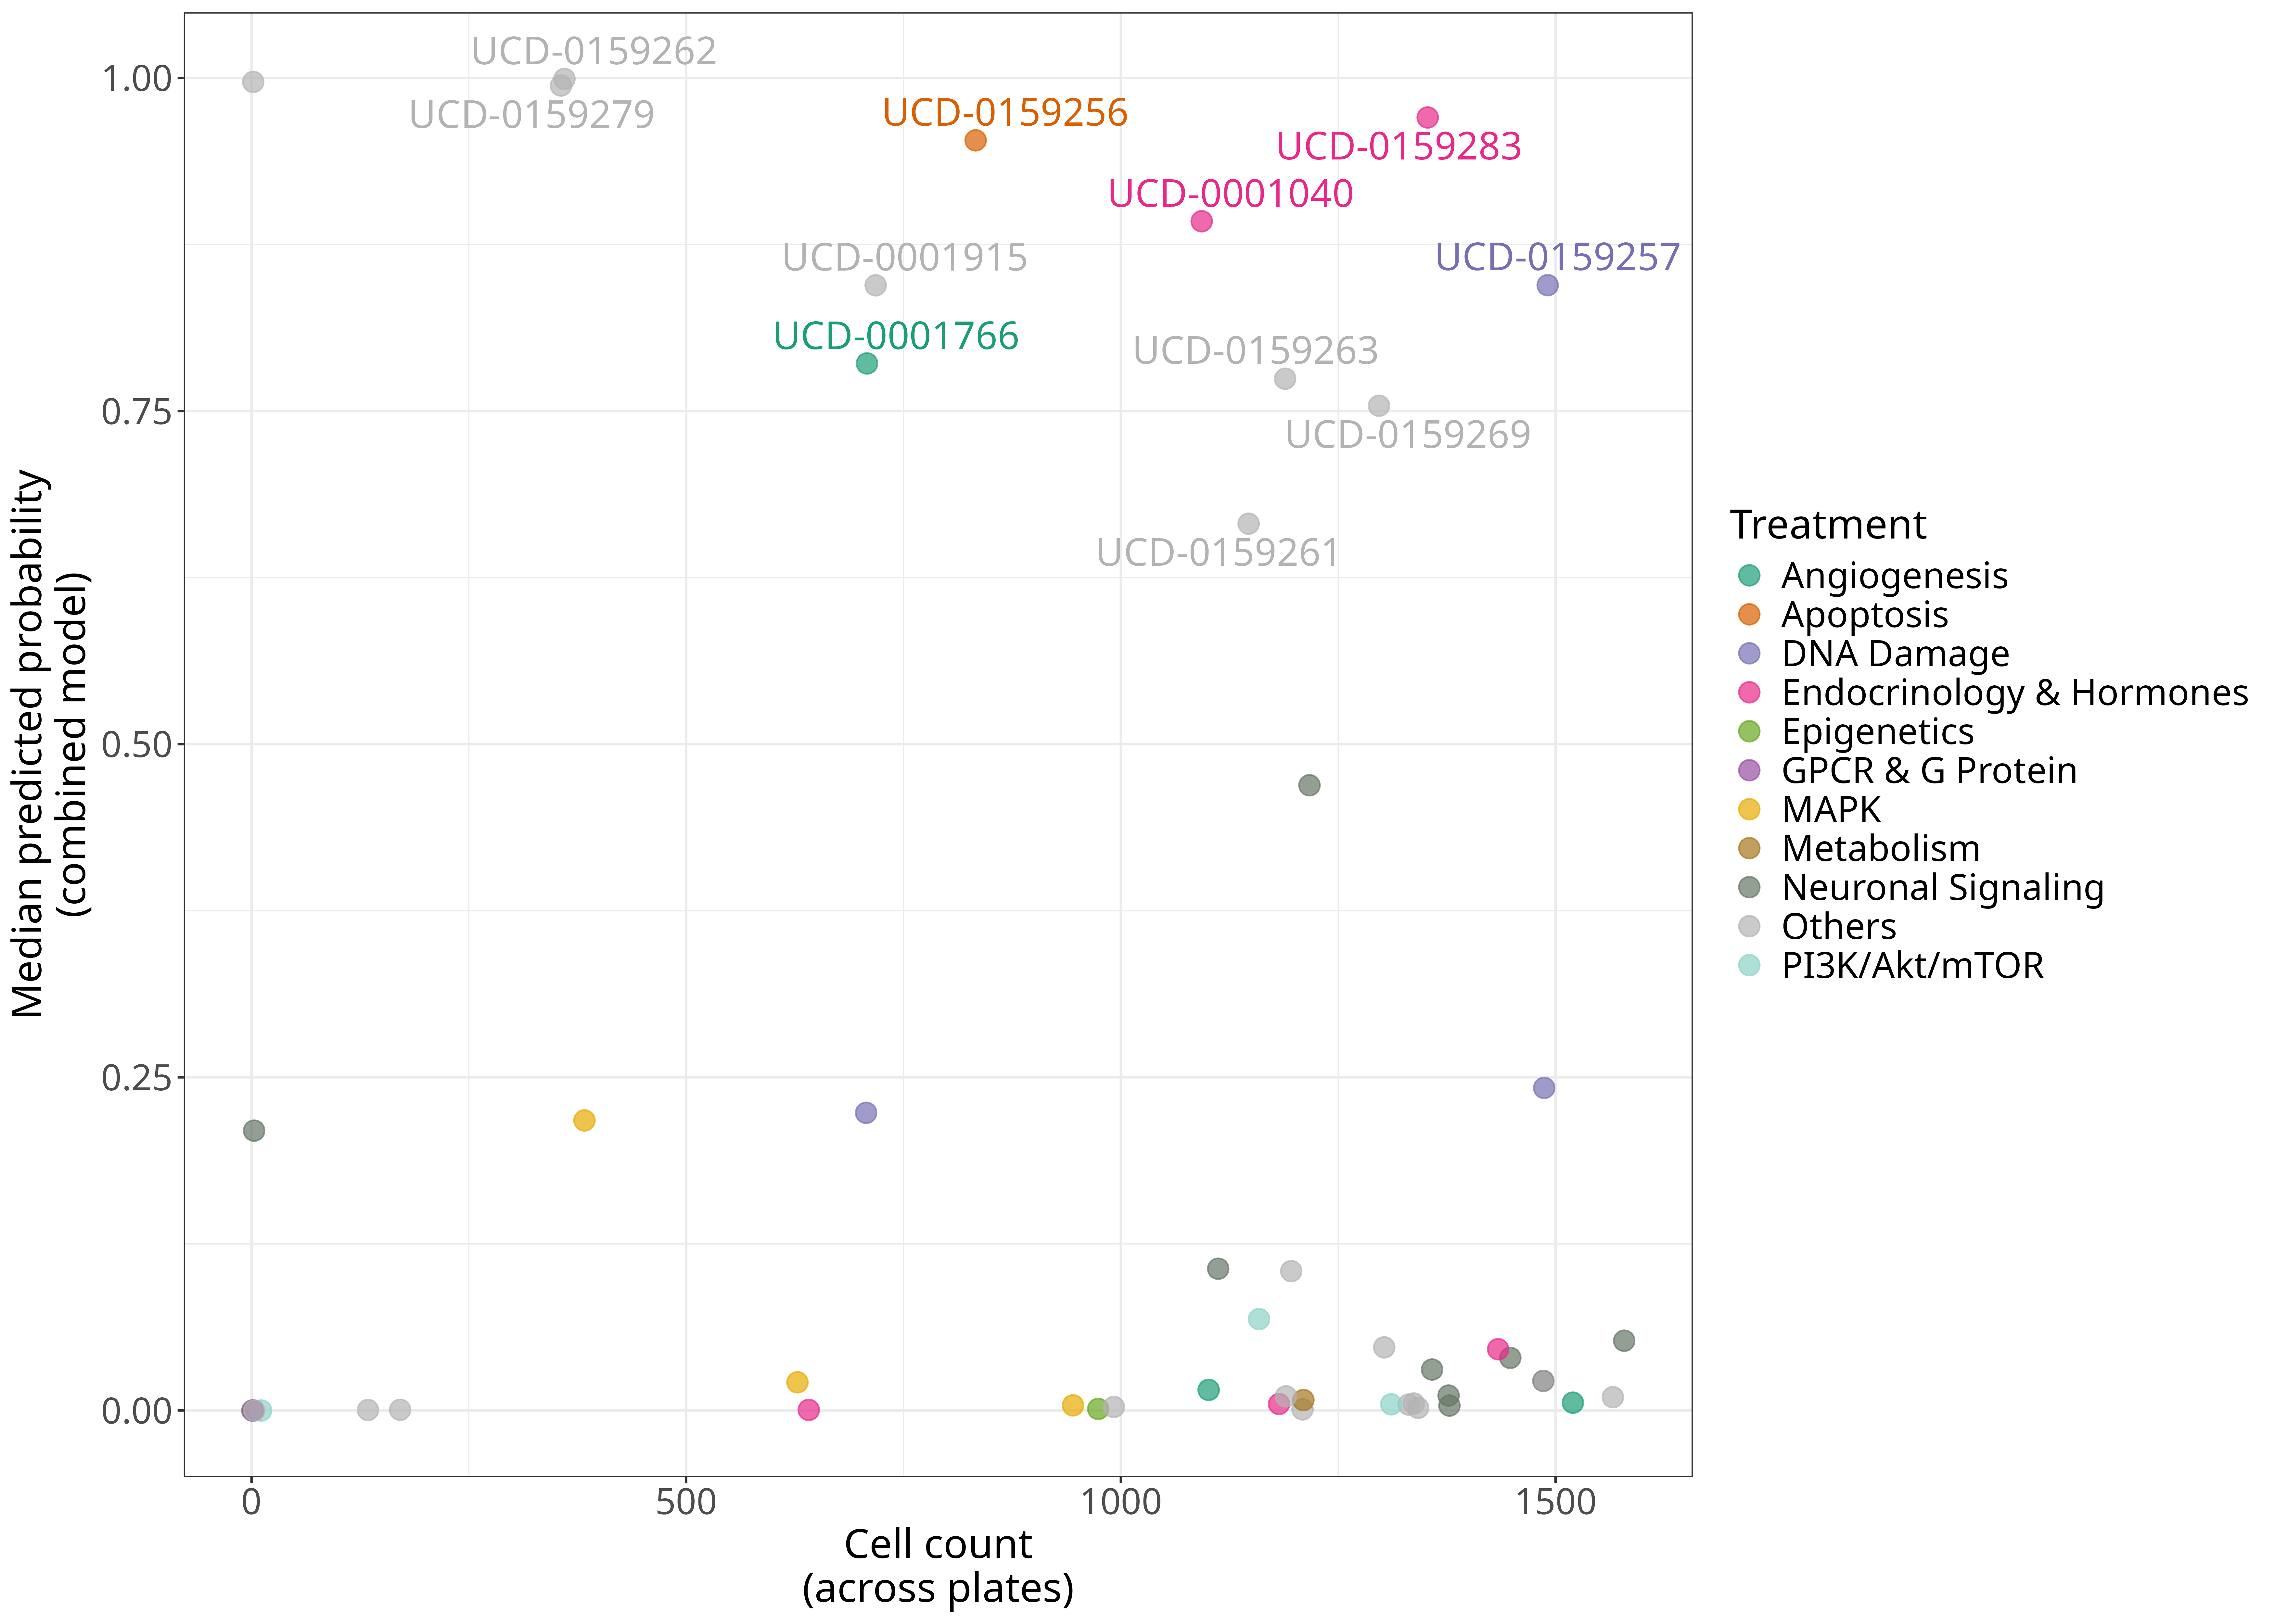 UCD-0159262
1.00
UCD-0159279
UCD-0159256
UCD-0159283
UCD-0001040
UCD-0001915
UCD-0159257
UCD-0001766
UCD-0159263
0.75
UCD-0159269
UCD-0159261
0.50
0.25
0.00
Median predicted probability
(combined model)
0 500 1000 1500
Cell count
(across plates)
Treatment
Angiogenesis
Apoptosis
DNA Damage
Endocrinology & Hormones
Epigenetics
GPCR & G Protein
MAPK
Metabolism
Neuronal Signaling
Others
PI3K/Akt/mTOR